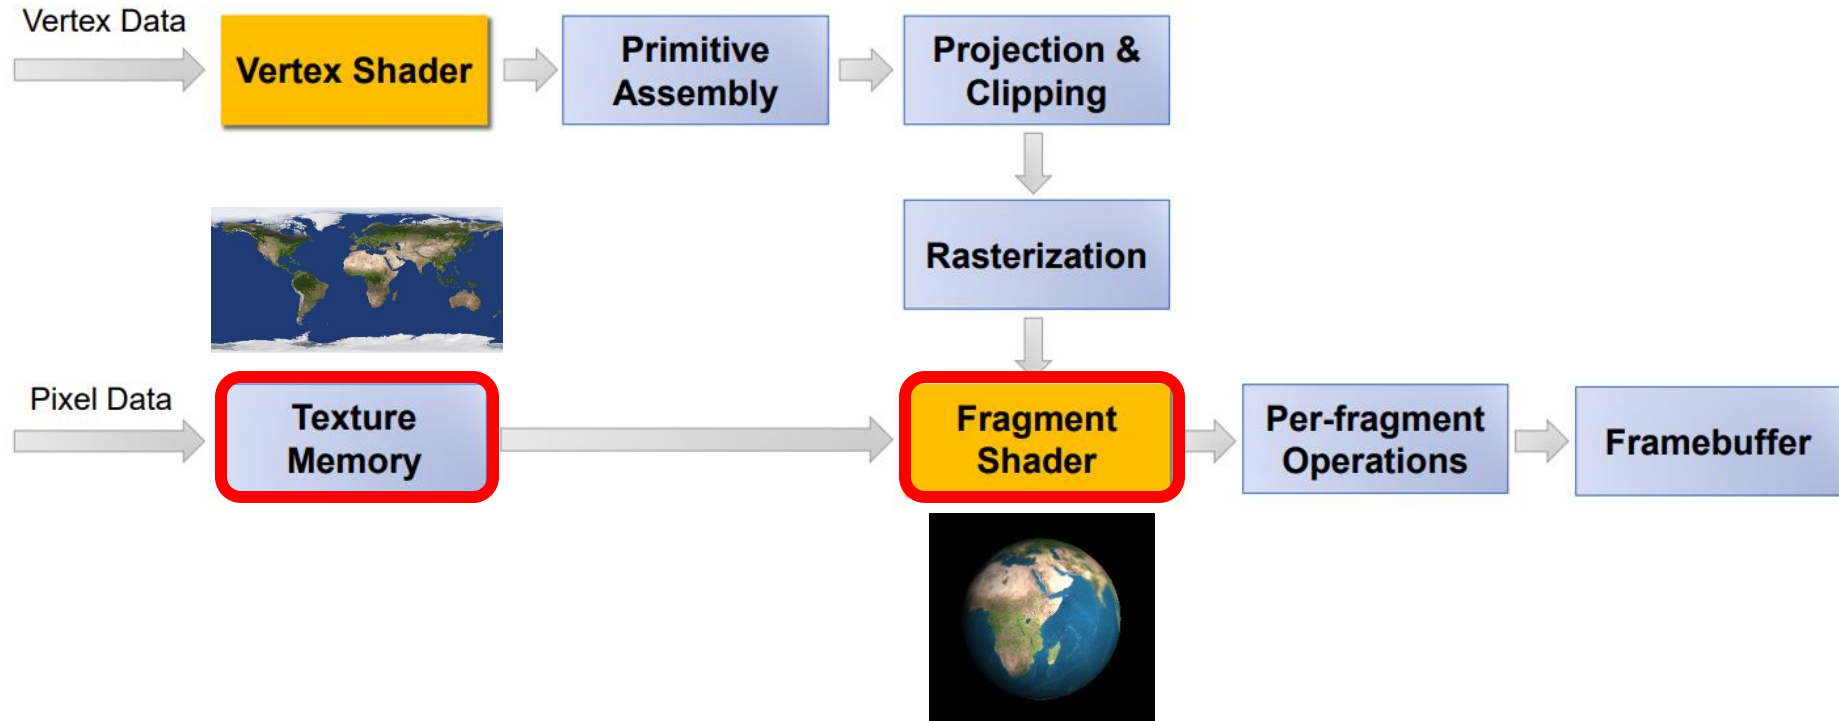 Vertex Data
Vertex Shader
Primitive
Assembly
Projection &
Clipping
Rasterization
Pixel Data
Texture
Memory
Fragment
Shader
Per-fragment
Operations
Framebuffer